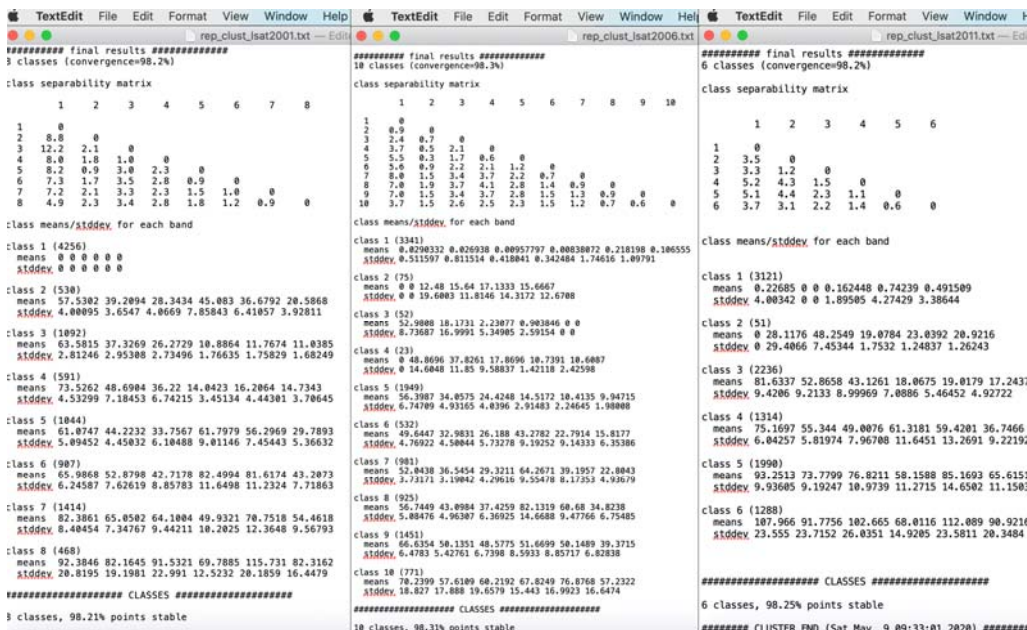 TextEdit File Edit Format View Window Help
rep_clust_lsat2001.txt — Edit
########## final results #############
8 classes (convergence=98.2%)
class separability matrix
1 2 3 4 5 6 7 8
1 0
2 8.8 0
3 12.2 2.1 0
4 8.0 1.8 1.0 0
5 8.2 0.9 3.0 2.3 0
6 7.3 1.7 3.5 2.8 0.9 0
7 7.2 2.1 3.3 2.3 1.5 1.0 0
8 4.9 2.3 3.4 2.8 1.8 1.2 0.9 0
class means/stddev for each band
class 1 (4256)
means 0 0 0 0 0 0
stddev 0 0 0 0 0 0
class 2 (530)
means 57.5302 39.2094 28.3434 45.083 36.6792 20.5868
stddev 4.00095 3.6547 4.0669 7.85843 6.41057 3.92811
class 3 (1092)
means 63.5815 37.3269 26.2729 10.8864 11.7674 11.0385
stddev 2.81246 2.95308 2.73496 1.76635 1.75829 1.68249
class 4 (591)
means 73.5262 48.6904 36.22 14.0423 16.2064 14.7343
stddev 4.53299 7.18453 6.74215 3.45134 4.44301 3.70645
class 5 (1044)
means 61.0747 44.2232 33.7567 61.7979 56.2969 29.7893
stddev 5.09452 4.45032 6.10488 9.01146 7.45443 5.36632
class 6 (907)
means 65.9868 52.8798 42.7178 82.4994 81.6174 43.2073
stddev 6.24587 7.62619 8.85783 11.6498 11.2324 7.71863
class 7 (1414)
means 82.3861 65.0502 64.1004 49.9321 70.7518 54.4618
stddev 8.40454 7.34767 9.44211 10.2025 12.3648 9.56793
class 8 (468)
means 92.3846 82.1645 91.5321 69.7885 115.731 82.3162
stddev 20.8195 19.1981 22.991 12.5232 20.1859 16.4479
#################### CLASSES ####################
8 classes, 98.21% points stable
TextEdit File Edit Format View Window Help
rep_clust_lsat2006.txt
########## final results #############
10 classes (convergence=98.3%)
class separability matrix
1 2 3 4 5 6 7 8 9 10
1 0
2 0.9 0
3 2.4 0.7 0
4 3.7 0.5 2.1 0
5 5.5 0.3 1.7 0.6 0
6 5.6 0.9 2.2 2.1 1.2 0
7 8.0 1.5 3.4 3.7 2.2 0.7 0
8 7.0 1.9 3.7 4.1 2.8 1.4 0.9 0
9 7.0 1.5 3.4 3.7 2.8 1.5 1.3 0.9 0
10 3.7 1.5 2.6 2.5 2.3 1.5 1.2 0.7 0.6 0
class means/stddev for each band
class 1 (3341)
means 0.0290332 0.026938 0.00957797 0.00838072 0.218198 0.106555
stddev 0.511597 0.811514 0.418041 0.342484 1.74616 1.09791
class 2 (75)
means 0 0 12.48 15.64 17.1333 15.6667
stddev 0 0 19.6003 11.8146 14.3172 12.6708
class 3 (52)
means 52.9808 18.1731 2.23077 0.903846 0 0
stddev 8.73687 16.9991 5.34905 2.59154 0 0
class 4 (23)
means 0 48.8696 37.8261 17.8696 10.7391 10.6087
stddev 0 14.6048 11.85 9.58837 1.42118 2.42598
class 5 (1949)
means 56.3987 34.0575 24.4248 14.5172 10.4135 9.94715
stddev 6.74709 4.93165 4.0396 2.91483 2.24645 1.98008
class 6 (532)
means 49.6447 32.9831 26.188 43.2782 22.7914 15.8177
stddev 4.76922 4.50044 5.73278 9.19252 9.14333 6.35386
class 7 (981)
means 52.0438 36.5454 29.3211 64.2671 39.1957 22.8043
stddev 3.73171 3.19042 4.29616 9.55478 8.17353 4.93679
class 8 (925)
means 56.7449 43.0984 37.4259 82.1319 60.68 34.8238
stddev 5.08476 4.96307 6.36925 14.6688 9.47766 6.75485
class 9 (1451)
means 66.6354 50.1351 48.5775 51.6699 50.1489 39.3715
stddev 6.4783 5.42761 6.7398 8.5933 8.85717 6.82838
class 10 (771)
means 70.2399 57.6109 60.2192 67.8249 76.8768 57.2322
stddev 18.827 17.888 19.6579 15.443 16.9923 16.6474
#################### CLASSES ####################
10 classes, 98.31% points stable
TextEdit File Edit Format View Window
rep_clust_lsat2011.txt — Edi
########## final results #############
6 classes (convergence=98.2%)
class separability matrix
1 2 3 4 5 6
1 0
2 3.5 0
3 3.3 1.2 0
4 5.2 4.3 1.5 0
5 5.1 4.4 2.3 1.1 0
6 3.7 3.1 2.2 1.4 0.6 0
class means/stddev for each band
class 1 (3121)
means 0.22685 0 0 0.162448 0.74239 0.491509
stddev 4.00342 0 0 1.89505 4.27429 3.38644
class 2 (51)
means 0 28.1176 48.2549 19.0784 23.0392 20.9216
stddev 0 29.4066 7.45344 1.7532 1.24837 1.26243
class 3 (2236)
means 81.6337 52.8658 43.1261 18.0675 19.0179 17.2437
stddev 9.4206 9.2133 8.99969 7.0886 5.46452 4.92722
class 4 (1314)
means 75.1697 55.344 49.0076 61.3181 59.4201 36.7466
stddev 6.04257 5.81974 7.96708 11.6451 13.2691 9.22192
class 5 (1990)
means 93.2513 73.7799 76.8211 58.1588 85.1693 65.6151
stddev 9.93605 9.19247 10.9739 11.2715 14.6502 11.1503
class 6 (1288)
means 107.966 91.7756 102.665 68.0116 112.089 90.9216
stddev 23.555 23.7152 26.0351 14.9205 23.5811 20.3484
#################### CLASSES ####################
6 classes, 98.25% points stable
######## CLUSTER END (Sat May 9 09:33:01 2020) ########